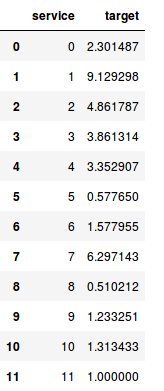 service target
0 0 2.301487
1 1 9.129298
2 2 4.861787
3 3 3.861314
4 4 3.352907
5 5 0.577650
6 6 1.577955
7 7 6.297143
8 8 0.510212
9 9 1.233251
10 10 1.313433
11 11 1.000000